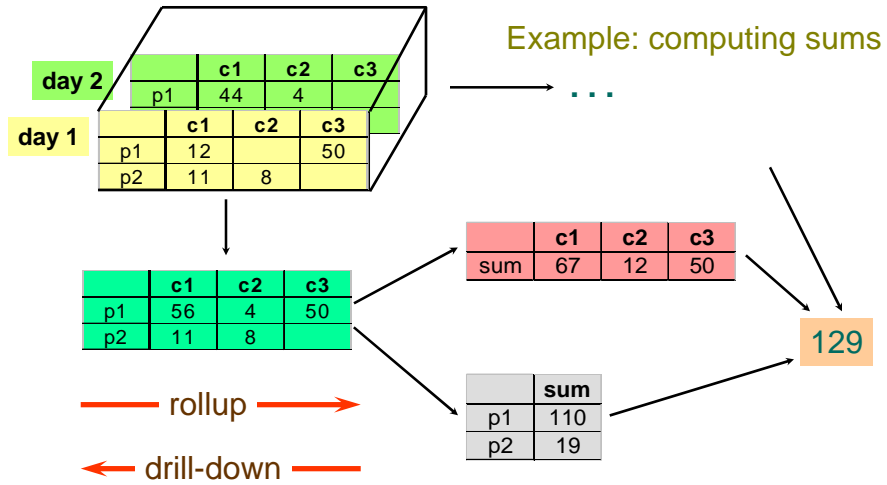 Example: computing sums
day 2
c1 c2 c3
p1 44 4
. . .
day 1
c1 c2 c3
p1 12 50
p2 11 8
c1 c2 c3
sum 67 12 50
c1 c2 c3
p1 56 4 50
p2 11 8
129
rollup
sum
p1 110
p2 19
drill-down